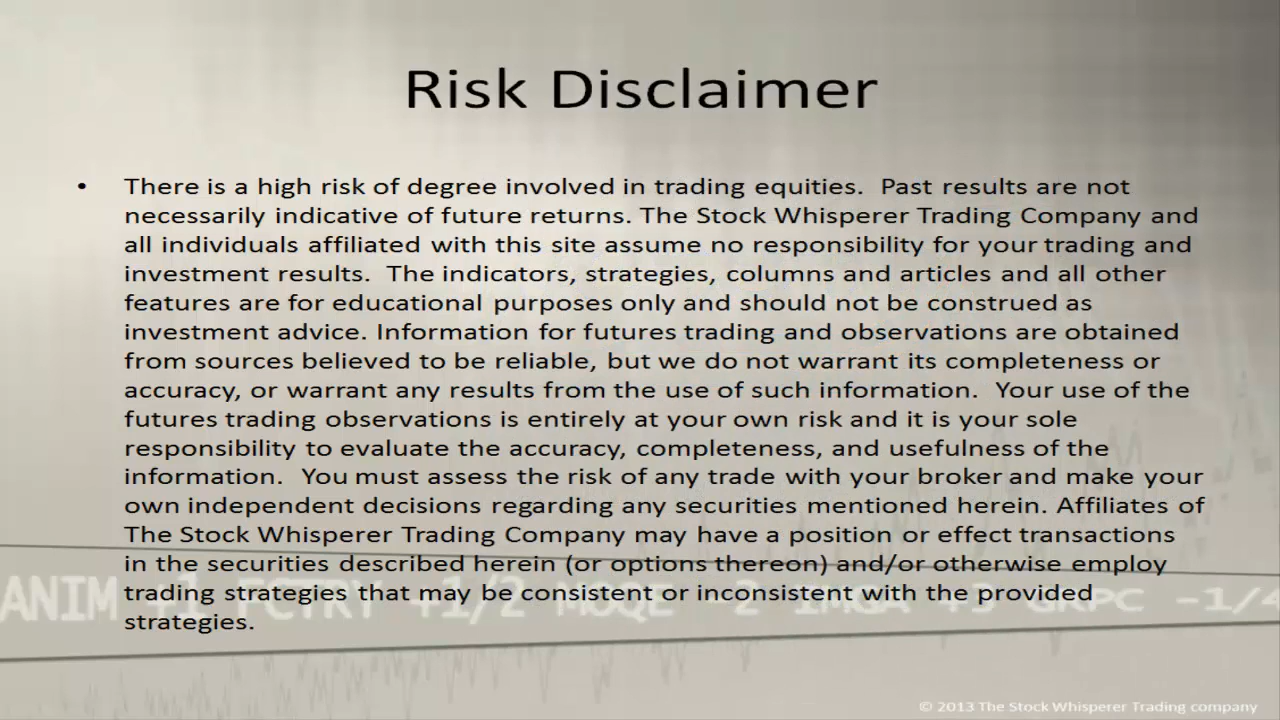 Risk Disclaimer
• There is a high risk of degree involved in trading equities.  Past results are not
necessarily indicative of future returns. The Stock Whisperer Trading Company and
all individuals affiliated with this site assume no responsibility for your trading and
investment results.  The indicators, strategies, columns and articles and all other
features are for educational purposes only and should not be construed as
investment advice. Information for futures trading and observations are obtained
from sources believed to be reliable, but we do not warrant its completeness or
accuracy, or warrant any results from the use of such information.  Your use of the
futures trading observations is entirely at your own risk and it is your sole
responsibility to evaluate the accuracy, completeness, and usefulness of the
information.  You must assess the risk of any trade with your broker and make your
own independent decisions regarding any securities mentioned herein. Affiliates of
The Stock Whisperer Trading Company may have a position or effect transactions
in the securities described herein (or options thereon) and/or otherwise employ
trading strategies that may be consistent or inconsistent with the provided
strategies.
ANIM +1 FCTRY +1/2 MOQE -2 IMGA +3 GRPC -1/4
© 2013 The Stock Whisperer Trading company